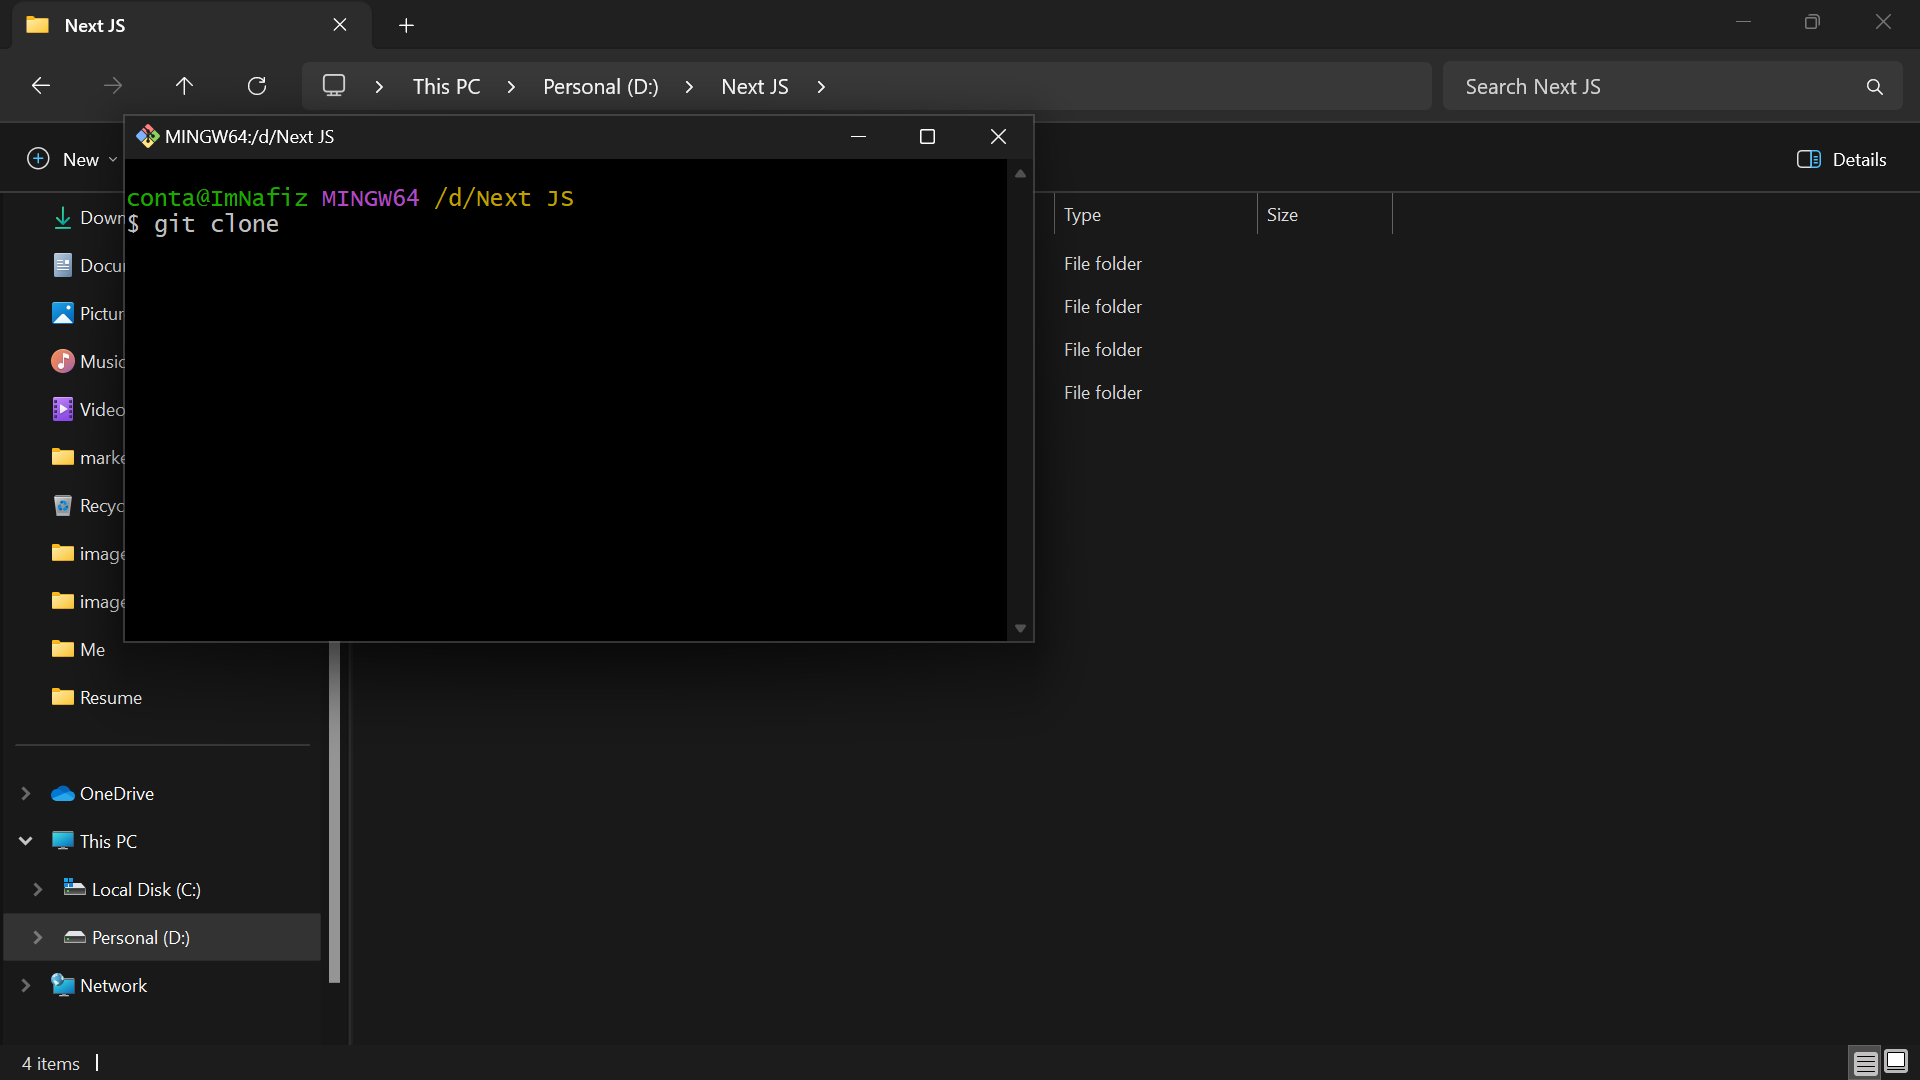 Next JS
This PC
Personal (D:)
Next JS
Search Next JS
New
MINGW64:/d/Next JS
Details
conta@ImNafiz MINGW64 /d/Next JS
$ git clone
Type
Size
Down
Docu
Pictur
Music
Video
marke
Recyc
image
image
Me
Resume
File folder
File folder
File folder
File folder
OneDrive
This PC
Local Disk (C:)
Personal (D:)
Network
4 items